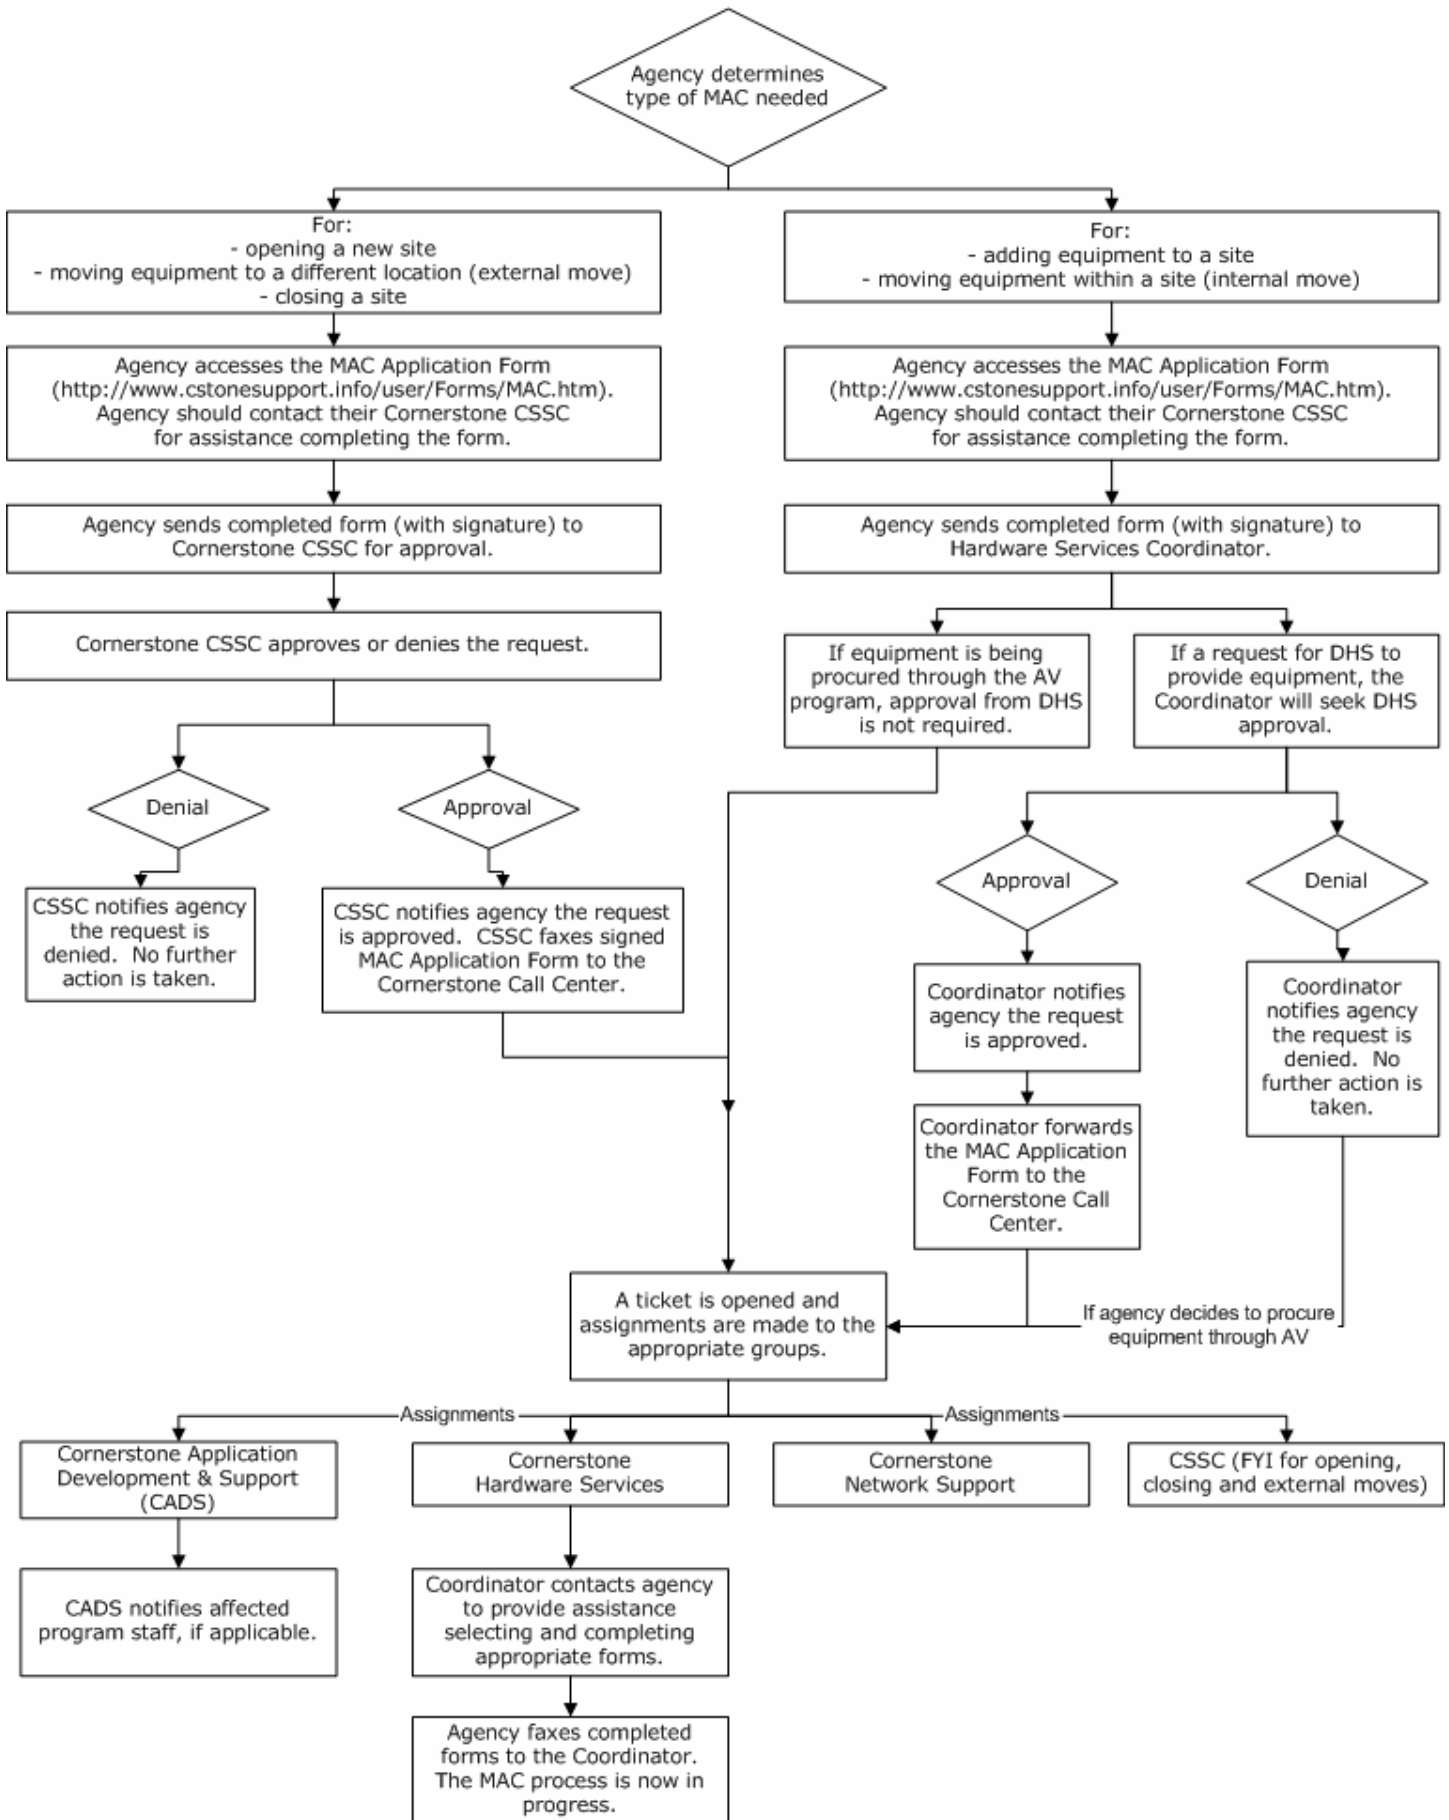 Agency determines
type of MAC needed
For:
- opening a new site
- moving equipment to a different location (external move)
- closing a site
For:
- adding equipment to a site
- moving equipment within a site (internal move)
Agency accesses the MAC Application Form
(http://www.cstonesupport.info/user/Forms/MAC.htm).
Agency should contact their Cornerstone CSSC
for assistance completing the form.
Agency accesses the MAC Application Form
(http://www.cstonesupport.info/user/Forms/MAC.htm).
Agency should contact their Cornerstone CSSC
for assistance completing the form.
Agency sends completed form (with signature) to
Cornerstone CSSC for approval.
Agency sends completed form (with signature) to
Hardware Services Coordinator.
Cornerstone CSSC approves or denies the request.
If equipment is being
procured through the AV
program, approval from DHS
is not required.
If a request for DHS to
provide equipment, the
Coordinator will seek DHS
approval.
Denial
Approval
Approval
Denial
CSSC notifies agency
the request is
denied.  No further
action is taken.
CSSC notifies agency the request
is approved.  CSSC faxes signed
MAC Application Form to the
Cornerstone Call Center.
Coordinator notifies
agency the request
is approved.
Coordinator
notifies agency
the request is
denied.  No
further action is
taken.
Coordinator forwards
the MAC Application
Form to the
Cornerstone Call
Center.
A ticket is opened and
assignments are made to the
appropriate groups.
If agency decides to procure
equipment through AV
Assignments
Assignments
Cornerstone Application
Development & Support
(CADS)
Cornerstone
Hardware Services
Cornerstone
Network Support
CSSC (FYI for opening,
closing and external moves)
CADS notifies affected
program staff, if applicable.
Coordinator contacts agency
to provide assistance
selecting and completing
appropriate forms.
Agency faxes completed
forms to the Coordinator.
The MAC process is now in
progress.